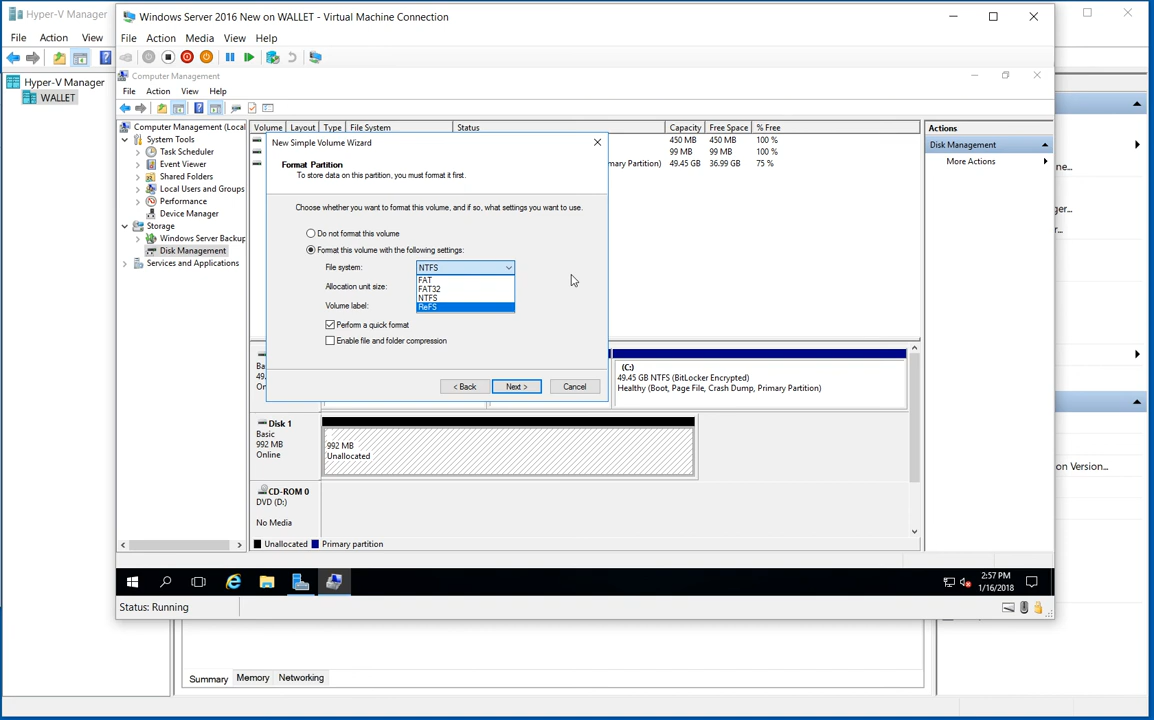 Hyper-V Manager
File Action View
Hyper-V Manager
WALLET
Windows Server 2016 New on WALLET - Virtual Machine Connection
File Action Media View Help
Computer Management
File Action View Help
Computer Management (Local
System Tools
Task Scheduler
Event Viewer
Shared Folders
Local Users and Groups
Performance
Device Manager
Storage
Windows Server Backup
Disk Management
Services and Applications
Volume Layout Type File System Status Capacity Free Space % Free
450 MB 450 MB 100 %
99 MB 99 MB 100 %
mary Partition) 49.45 GB 36.99 GB 75 %
Actions
Disk Management
More Actions
New Simple Volume Wizard
Format Partition
To store data on this partition, you must format it first.
Choose whether you want to format this volume, and if so, what settings you want to use.
Do not format this volume
Format this volume with the following settings:
File system: NTFS
FAT
FAT32
NTFS
ReFS
Allocation unit size:
Volume label:
Perform a quick format
Enable file and folder compression
< Back Next > Cancel
Ba
49.
On
(C:)
49.45 GB NTFS (BitLocker Encrypted)
Healthy (Boot, Page File, Crash Dump, Primary Partition)
Disk 1
Basic
992 MB
Online
992 MB
Unallocated
CD-ROM 0
DVD (D:)
No Media
Unallocated Primary partition
2:57 PM
1/16/2018
Status: Running
ne...
ger...
r...
on Version...
Summary Memory Networking